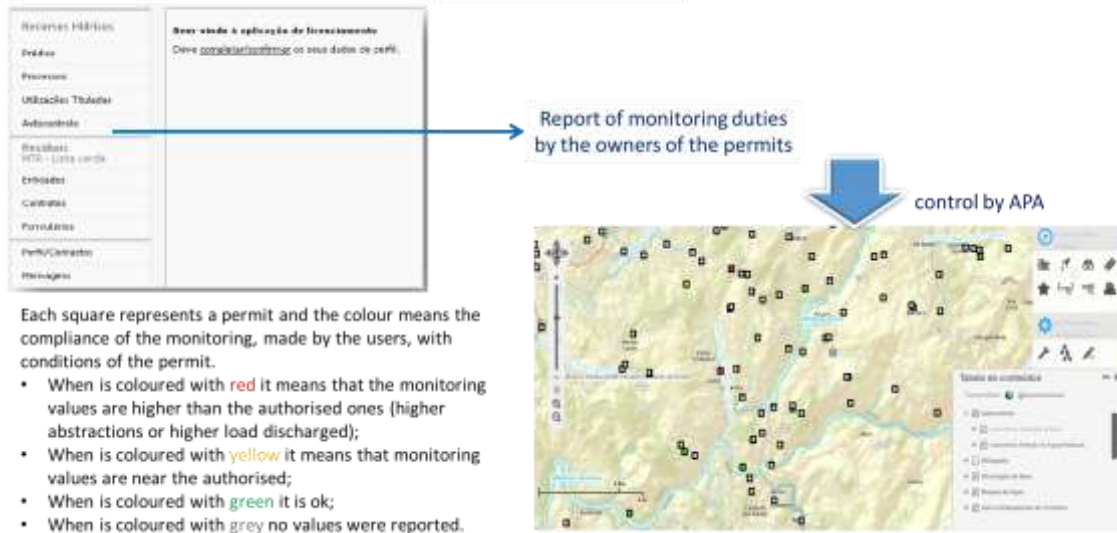 Recursos Hídricos
Prédios
Processos
Utilizações Tituladas
Autocontrolo
Resíduos
MTR - Lista verde
Entidades
Contratos
Formulários
Perfil/Contactos
Mensagens
Bem-vindo à aplicação de licenciamento
Deve completar/confirmar os seus dados de perfil.
Report of monitoring duties
by the owners of the permits
control by APA
Each square represents a permit and the colour means the
compliance of the monitoring, made by the users, with
conditions of the permit.
• When is coloured with red it means that the monitoring
values are higher than the authorised ones (higher
abstractions or higher load discharged);
• When is coloured with yellow it means that monitoring
values are near the authorised;
• When is coloured with green it is ok;
• When is coloured with grey no values were reported.
Tabela de conteúdos